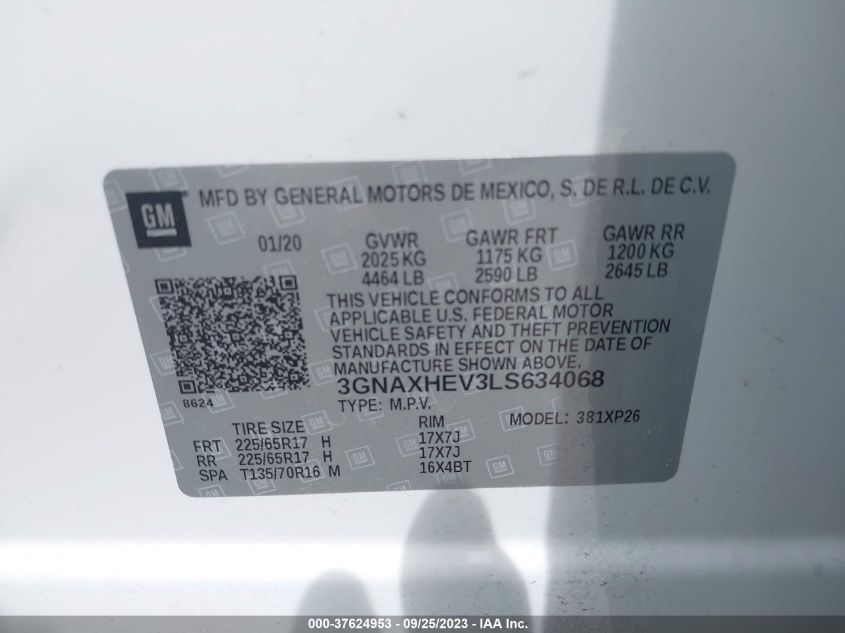 GM MFD BY GENERAL MOTORS DE MEXICO, S. DE R.L. DE C.V.
01/20 GVWR GAWR FRT GAWR RR
2025 KG 1175 KG 1200 KG
4464 LB 2590 LB 2645 LB
THIS VEHICLE CONFORMS TO ALL
APPLICABLE U.S. FEDERAL MOTOR
VEHICLE SAFETY AND THEFT PREVENTION
STANDARDS IN EFFECT ON THE DATE OF
MANUFACTURE SHOWN ABOVE.
3GNAXHEV3LS634068
8624 TYPE: M.P.V. MODEL: 381XP26
TIRE SIZE RIM
FRT 225/65R17 H 17X7J
RR 225/65R17 H 17X7J
SPA T135/70R16 M 16X4BT
000-37624953 - 09/25/2023 - IAAI.com